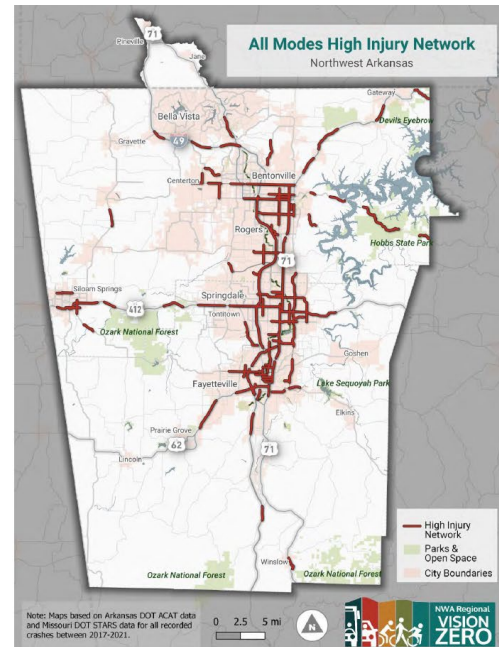 All Modes High Injury Network
Northwest Arkansas
71
Pineville
Jane
Gateway
Devils Eyebrow
Bella Vista
Gravette
49
Centerton
Bentonville
Rogers
Hobbs State Park
71
Siloam Springs
412
Springdale
Tontitown
Ozark National Forest
Goshen
Fayetteville
Lake Sequoyah Park
Elkins
Prairie Grove
62
71
Lincoln
Winslow
Ozark National Forest
Ozark National Forest
High Injury
Network
Parks &
Open Space
City Boundaries
Note: Maps based on Arkansas DOT ACAT data
and Missouri DOT STARS data for all recorded
crashes between 2017-2021.
0 2.5 5 mi
N
NWA Regional
VISION
ZERO